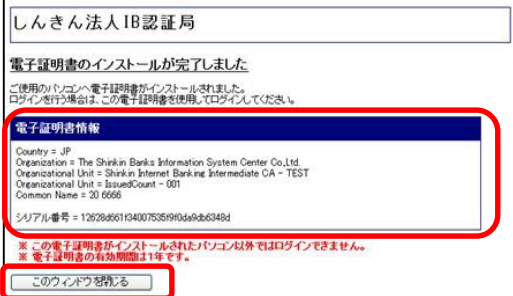 しんきん法人IB認証局
電子証明書のインストールが完了しました
ご使用のパソコンへ電子証明書がインストールされました。
ログインを行う場合は、この電子証明書を使用してログインしてください。
電子証明書情報
Country = JP
Organization = The Shinkin Banks Information System Center Co.,Ltd.
Organizational Unit = Shinkin Internet Banking Intermediate CA - TEST
Organizational Unit = IssuedCount - 001
Common Name = 20 6666
シリアル番号 = 12628d661f34007535f9f0da9db6348d
※ この電子証明書がインストールされたパソコン以外ではログインできません。
※ 電子証明書の有効期間は1年です。
このウィンドウを閉じる